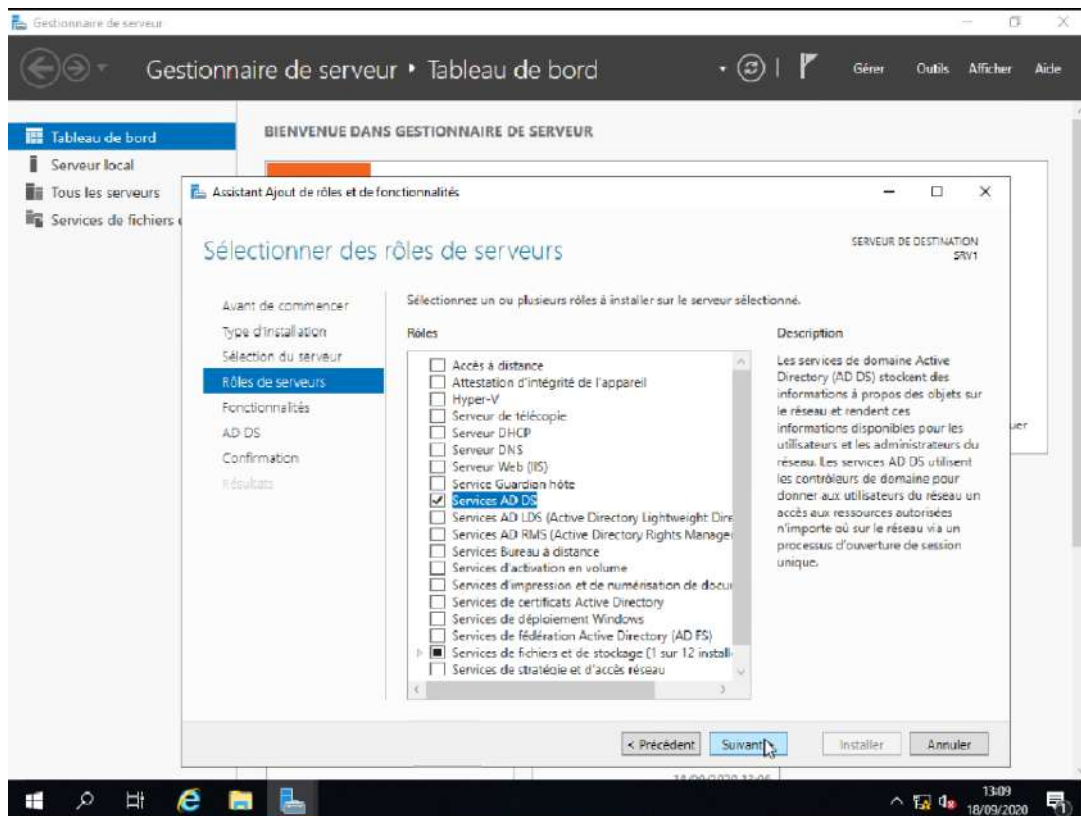 Gestionnaire de serveur
Gestionnaire de serveur • Tableau de bord
Gérer Outils Afficher Aide
Tableau de bord
Serveur local
Tous les serveurs
Services de fichiers
BIENVENUE DANS GESTIONNAIRE DE SERVEUR
Assistant Ajout de rôles et de fonctionnalités
Sélectionner des rôles de serveurs
SERVEUR DE DESTINATION
SRV1
Avant de commencer
Type d'installation
Sélection du serveur
Rôles de serveurs
Fonctionnalités
AD DS
Confirmation
Résultats
Sélectionnez un ou plusieurs rôles à installer sur le serveur sélectionné.
Rôles
Accès à distance
Attestation d'intégrité de l'appareil
Hyper-V
Serveur de télécopie
Serveur DHCP
Serveur DNS
Serveur Web (IIS)
Service Guardian hôte
Services AD DS
Services AD LDS (Active Directory Lightweight Dire
Services AD RMS (Active Directory Rights Manage
Services Bureau à distance
Services d'activation en volume
Services d'impression et de numérisation de docu
Services de certificats Active Directory
Services de déploiement Windows
Services de fédération Active Directory (AD FS)
Services de fichiers et de stockage (1 sur 12 install
Services de stratégie et d'accès réseau
Description
Les services de domaine Active
Directory (AD DS) stockent des
informations à propos des objets sur
le réseau et rendent ces
informations disponibles pour les
utilisateurs et les administrateurs du
réseau. Les services AD DS utilisent
les contrôleurs de domaine pour
donner aux utilisateurs du réseau un
accès aux ressources autorisées
n'importe où sur le réseau via un
processus d'ouverture de session
unique.
uer
< Précédent Suivant > Installer Annuler
13:09
18/09/2020